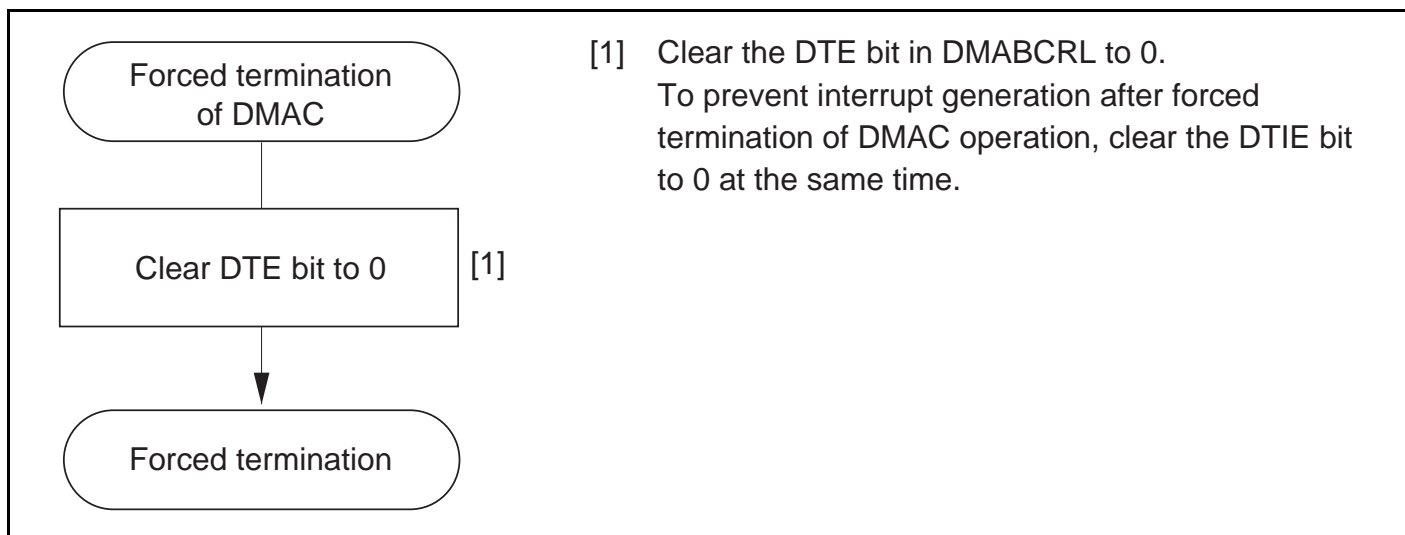 Forced termination
of DMAC
Clear DTE bit to 0
[1]
Forced termination
[1] Clear the DTE bit in DMABCRL to 0.
To prevent interrupt generation after forced
termination of DMAC operation, clear the DTIE bit
to 0 at the same time.